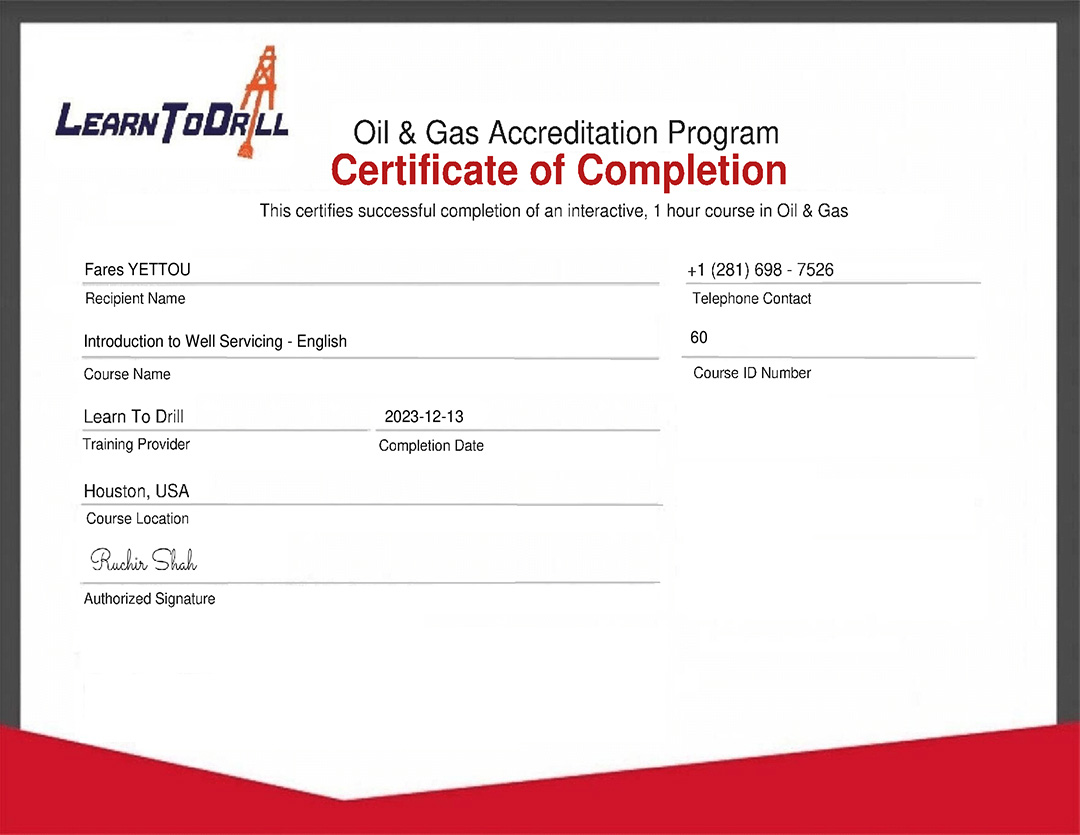 LEARNTODRILL
Oil & Gas Accreditation Program
Certificate of Completion
This certifies successful completion of an interactive, 1 hour course in Oil & Gas
Fares YETTOU
+1 (281) 698 - 7526
Recipient Name
Telephone Contact
Introduction to Well Servicing - English
60
Course Name
Course ID Number
Learn To Drill
2023-12-13
Training Provider
Completion Date
Houston, USA
Course Location
Ruchir Shah
Authorized Signature